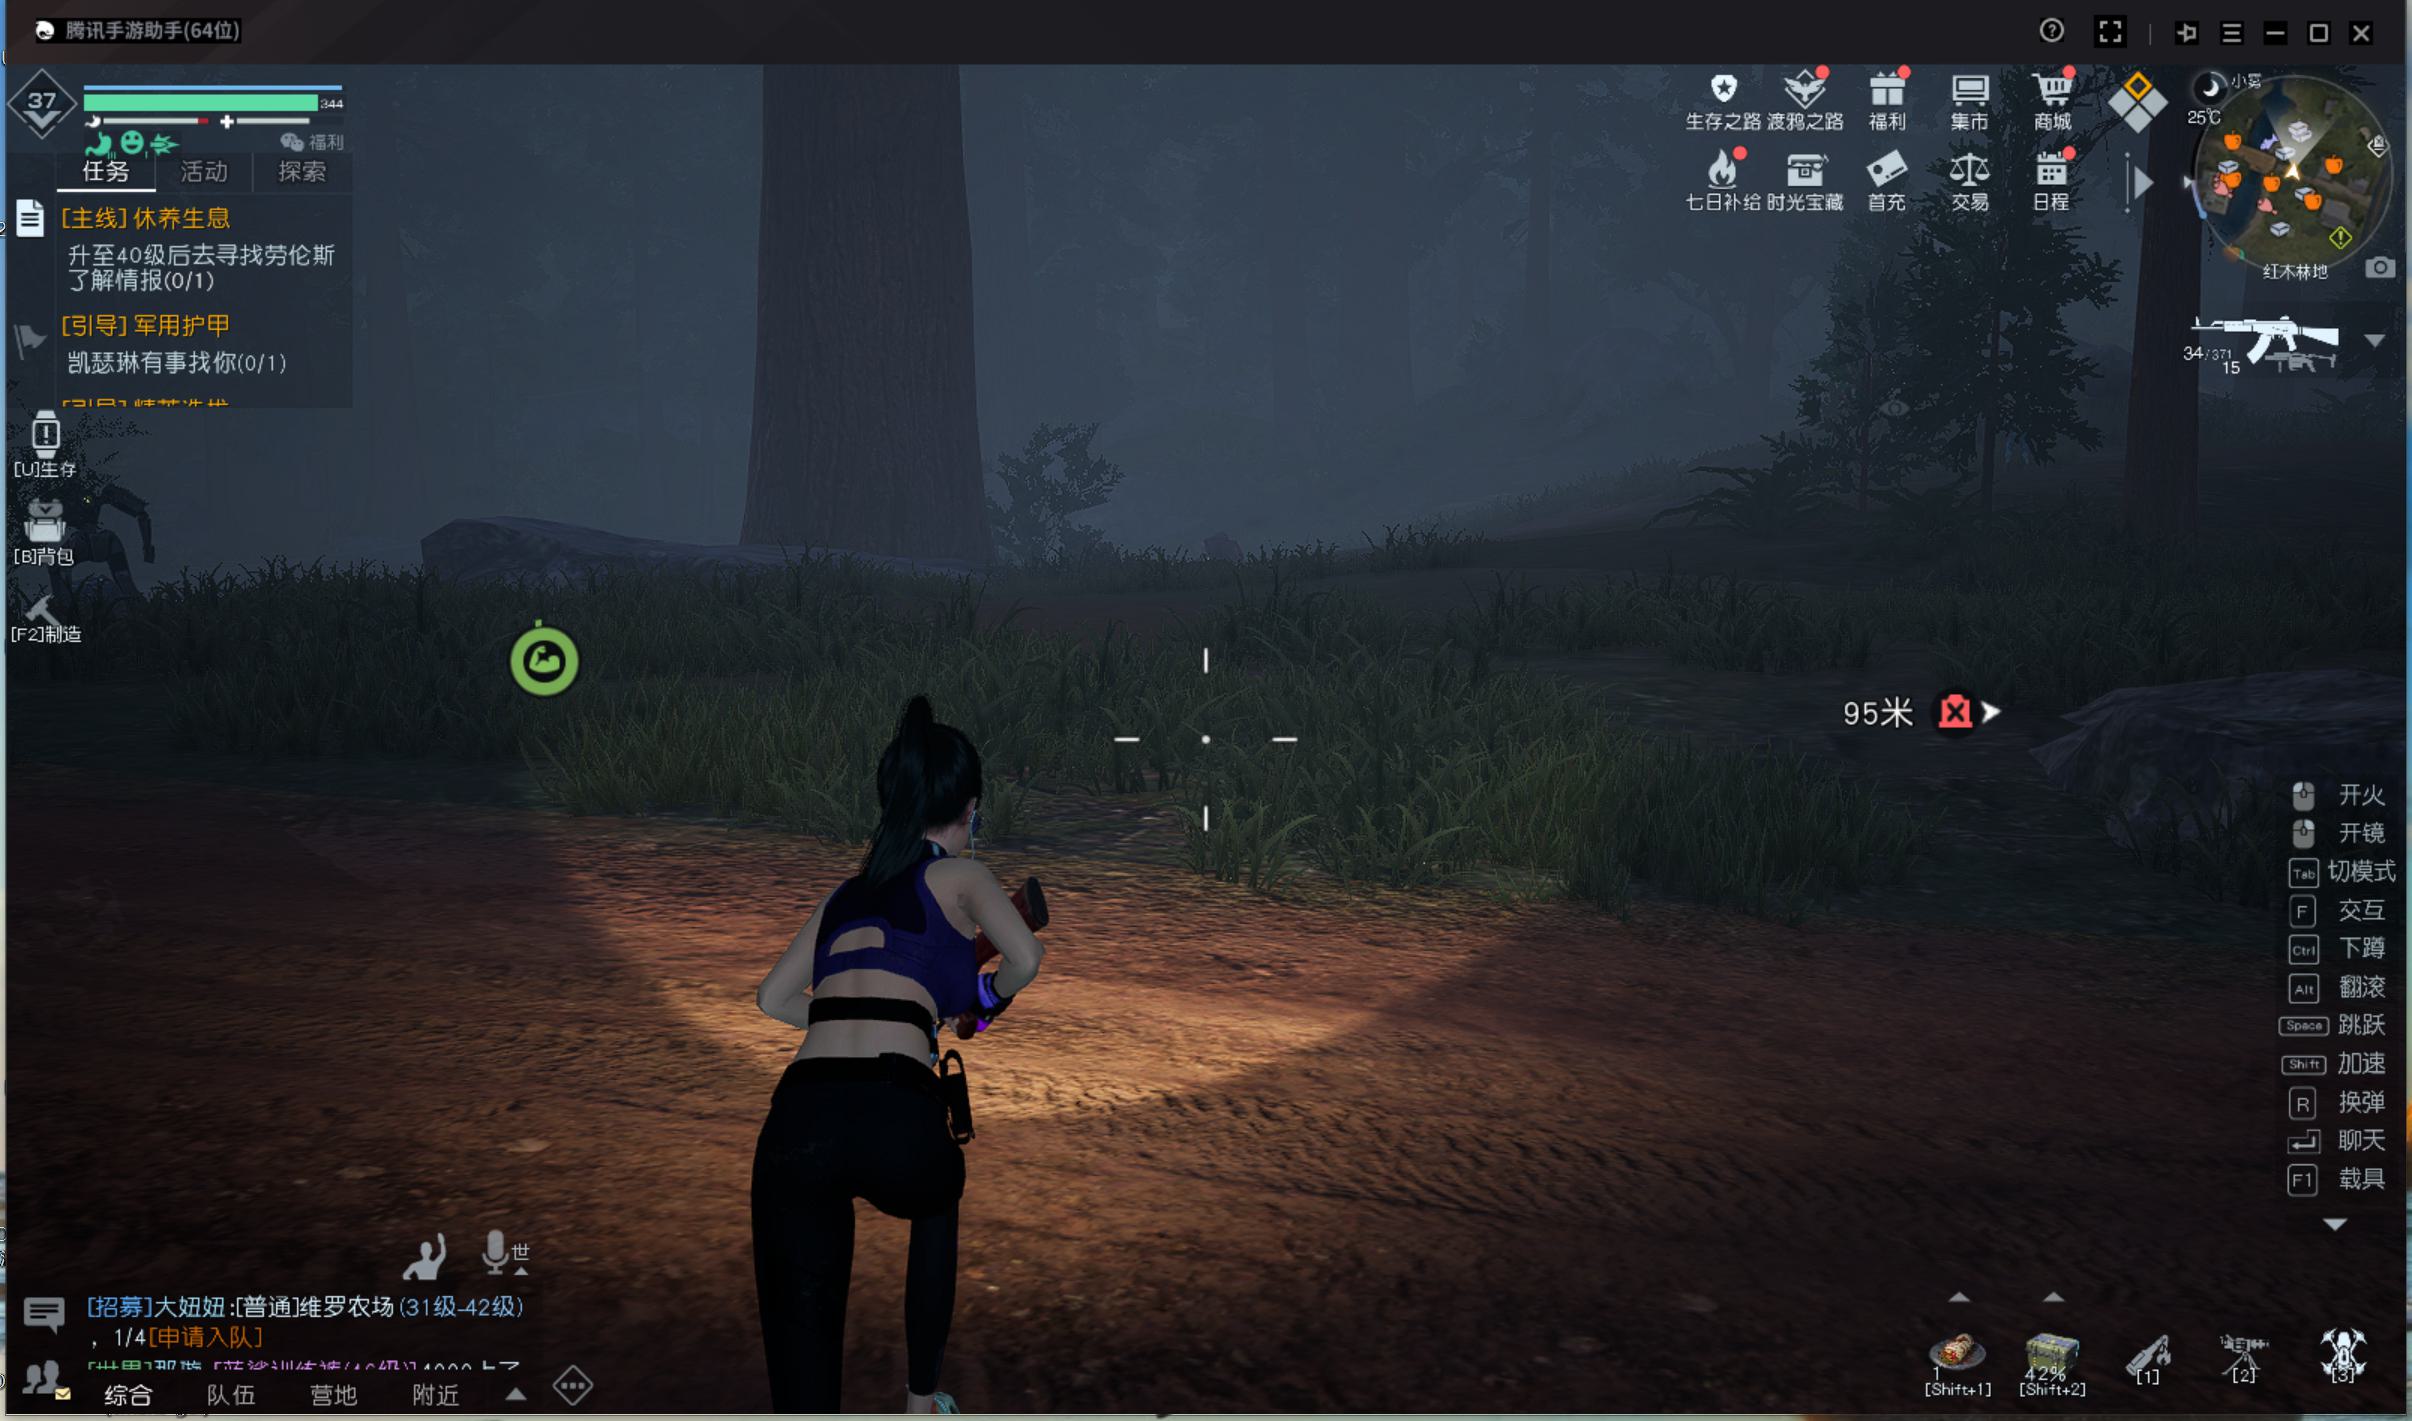 腾讯手游助手(64位)
37
344
福利
任务
活动
探索
[主线] 休养生息
升至40级后去寻找劳伦斯
了解情报(0/1)
[引导] 军用护甲
凯瑟琳有事找你(0/1)
[U]生存
[B]背包
[F2]制造
生存之路
渡鸦之路
福利
集市
商城
七日补给
时光宝藏
首充
交易
日程
小雾
25℃
红木林地
34/371
15
95米
开火
开镜
Tab 切模式
F 交互
Ctrl 下蹲
Alt 翻滚
Space 跳跃
Shift 加速
R 换弹
聊天
F1 载具
世
[招募]大妞妞:[普通]维罗农场(31级-42级)
，1/4[申请入队]
综合
队伍
营地
附近
1
[Shift+1]
42%
[Shift+2]
[1]
[2]
[3]